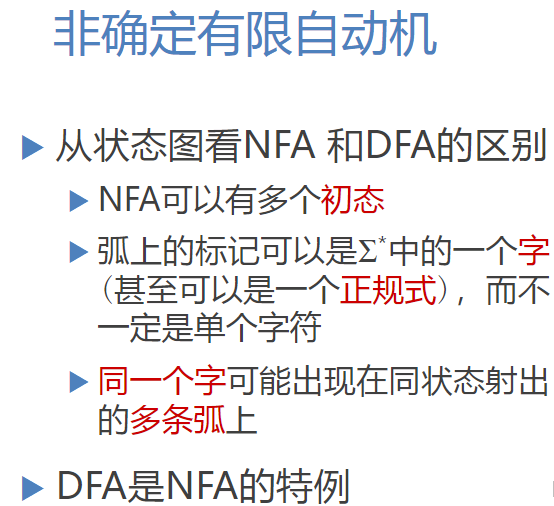 非确定有限自动机
从状态图看NFA 和DFA的区别
NFA可以有多个初态
弧上的标记可以是Σ*中的一个字
(甚至可以是一个正规式)，而不
一定是单个字符
同一个字可能出现在同状态射出
的多条弧上
DFA是NFA的特例